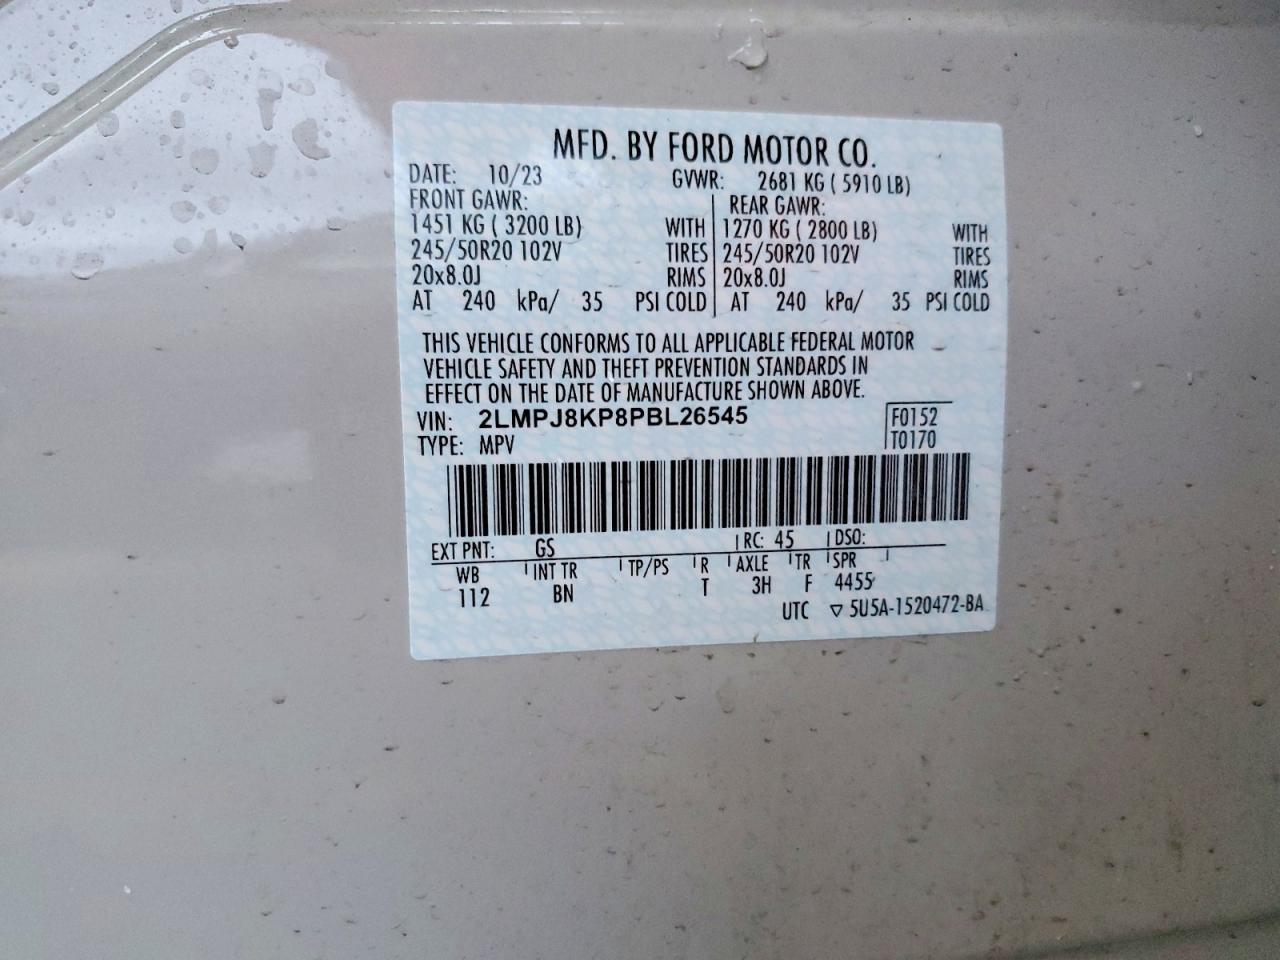 MFD. BY FORD MOTOR CO.
DATE: 10/23 GVWR: 2681 KG ( 5910 LB)
FRONT GAWR: REAR GAWR:
1451 KG ( 3200 LB) WITH 1270 KG ( 2800 LB) WITH
245/50R20 102V TIRES 245/50R20 102V TIRES
20x8.0J RIMS 20x8.0J RIMS
AT 240 kPa/ 35 PSI COLD AT 240 kPa/ 35 PSI COLD
THIS VEHICLE CONFORMS TO ALL APPLICABLE FEDERAL MOTOR
VEHICLE SAFETY AND THEFT PREVENTION STANDARDS IN
EFFECT ON THE DATE OF MANUFACTURE SHOWN ABOVE.
VIN: 2LMPJ8KP8PBL26545 F0152
TYPE: MPV T0170
EXT PNT: GS RC: 45 DSO:
WB INT TR TP/PS R AXLE TR SPR
112 BN T 3H F 4455
UTC ▽ 5U5A-1520472-BA